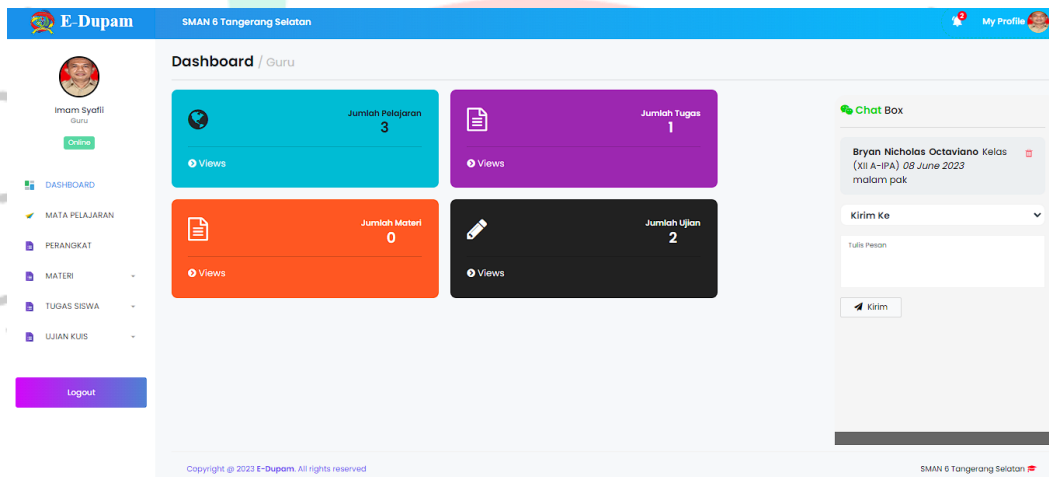 E-Dupam
SMAN 6 Tangerang Selatan
2
My Profile
Imam Syafii
Guru
Online
DASHBOARD
MATA PELAJARAN
PERANGKAT
MATERI
TUGAS SISWA
UJIAN KUIS
Logout
Dashboard / Guru
Jumlah Pelajaran
3
Views
Jumlah Tugas
1
Views
Jumlah Materi
0
Views
Jumlah Ujian
2
Views
Chat Box
Bryan Nicholas Octaviano Kelas
(XII A-IPA) 08 June 2023
malam pak
Kirim Ke
Tulis Pesan
Kirim
Copyright @ 2023 E-Dupam. All rights reserved
SMAN 6 Tangerang Selatan